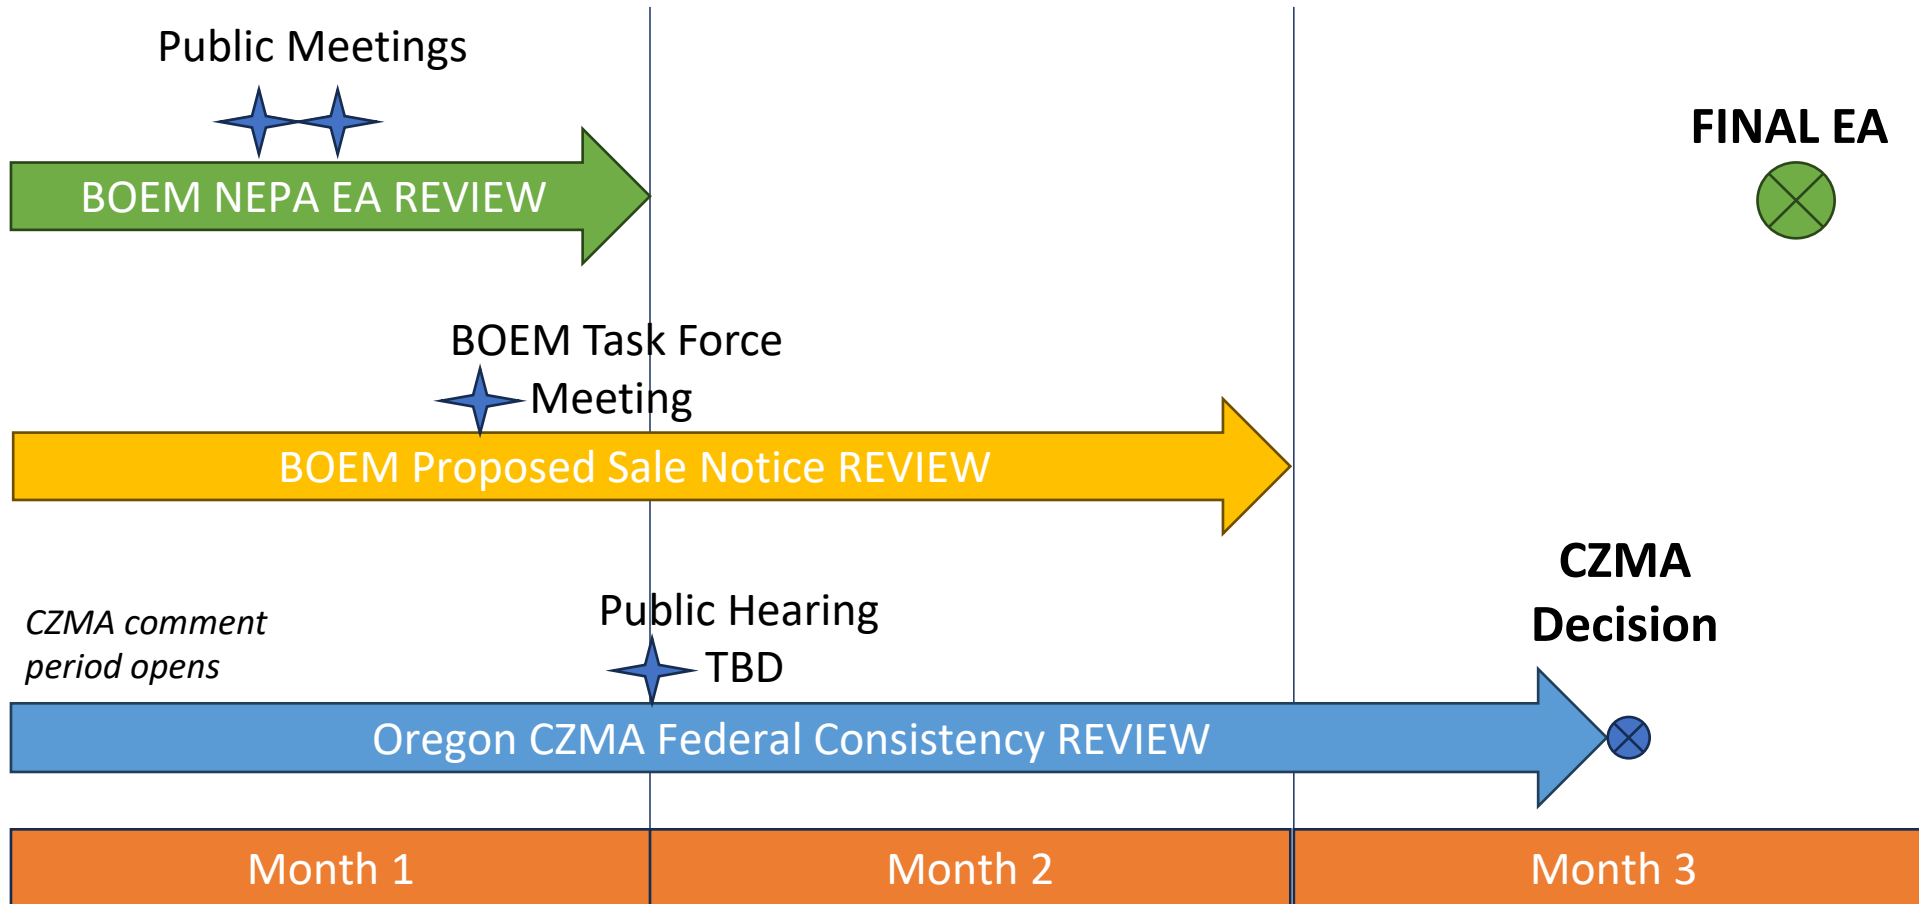 Public Meetings
FINAL EA
BOEM NEPA EA REVIEW
BOEM Task Force
Meeting
BOEM Proposed Sale Notice REVIEW
CZMA
Decision
CZMA comment
period opens
Public Hearing
TBD
Oregon CZMA Federal Consistency REVIEW
Month 1
Month 2
Month 3